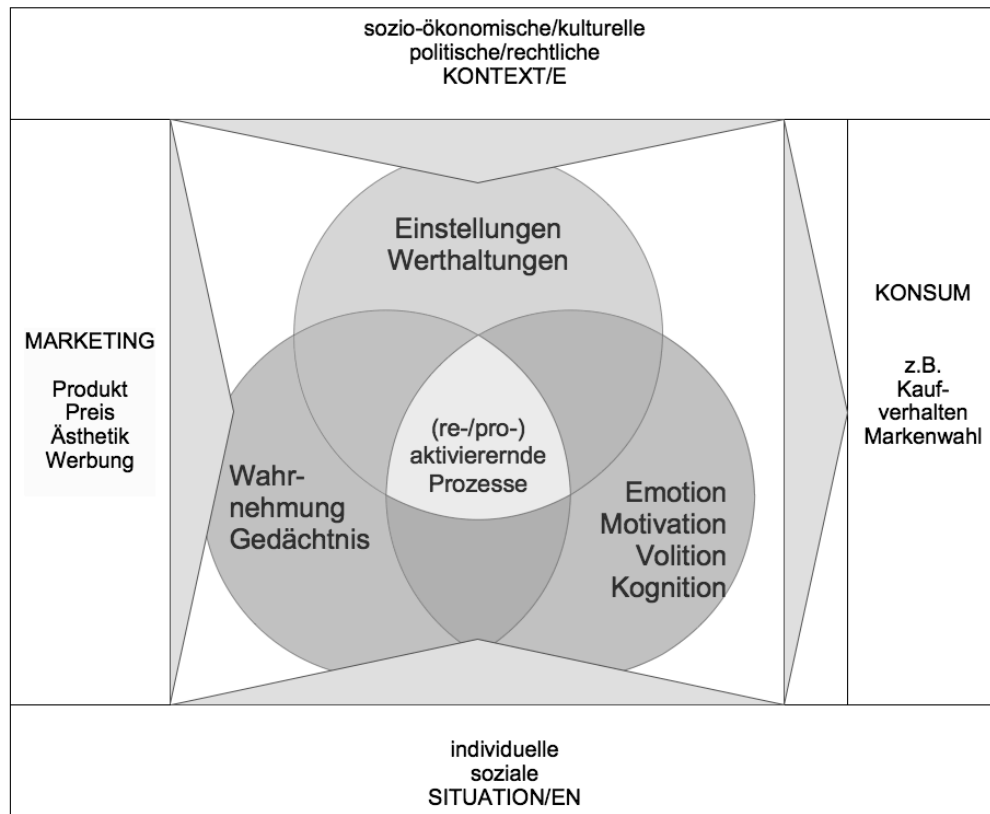 sozio-ökonomische/kulturelle
politische/rechtliche
KONTEXT/E
MARKETING
Produkt
Preis
Ästhetik
Werbung
Einstellungen
Werthaltungen
(re-/pro-)
aktivierernde
Prozesse
Wahr-
nehmung
Gedächtnis
Emotion
Motivation
Volition
Kognition
KONSUM
z.B.
Kauf-
verhalten
Markenwahl
individuelle
soziale
SITUATION/EN